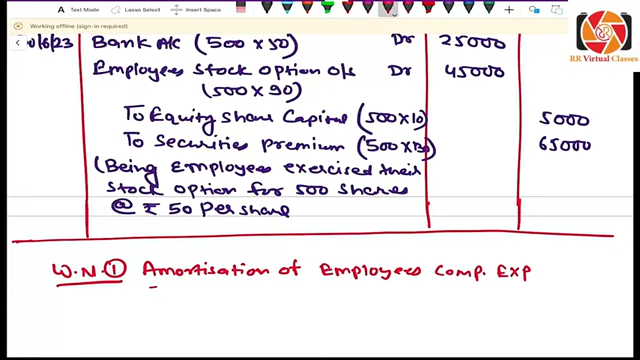 Text
Lasso Select
Insert Space
Working offline (sign-in required)
RR Virtual Classes
/6/23 Bank A/c (500 x 50) Dr 25000
Employees Stock Option o/s Dr 45000
(500 x 90)
To Equity Share Capital (500 x 10) 5000
To Securities premium (500 x 130) 65000
(Being Employees exercised their
Stock option for 500 shares
@ ₹ 50 Per share
W.N.① Amortisation of Employees Comp. Exp